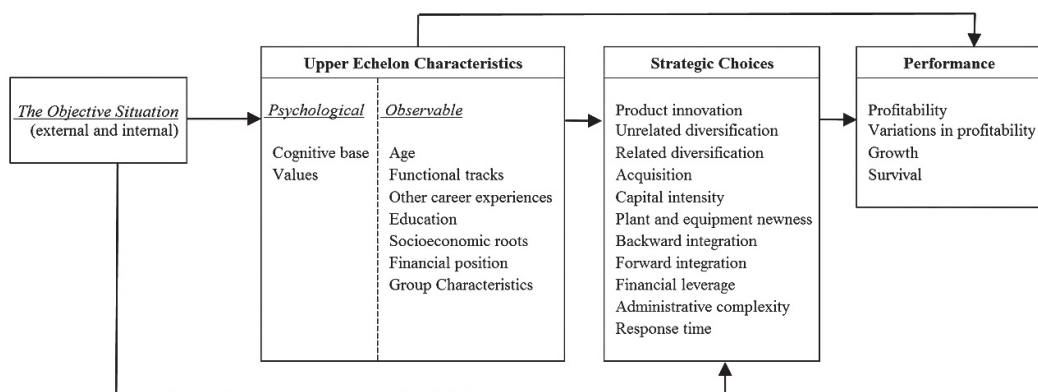 The Objective Situation
(external and internal)
Upper Echelon Characteristics
Psychological
Cognitive base
Values
Observable
Age
Functional tracks
Other career experiences
Education
Socioeconomic roots
Financial position
Group Characteristics
Strategic Choices
Product innovation
Unrelated diversification
Related diversification
Acquisition
Capital intensity
Plant and equipment newness
Backward integration
Forward integration
Financial leverage
Administrative complexity
Response time
Performance
Profitability
Variations in profitability
Growth
Survival